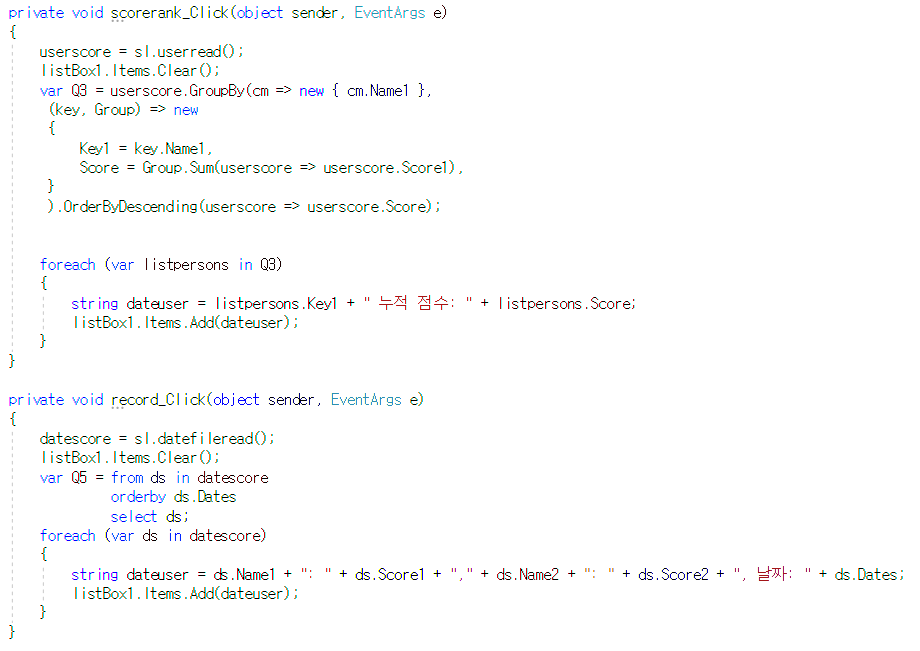 private void scorerank_Click(object sender, EventArgs e)
{
userscore = sl.userread();
listBox1.Items.Clear();
var Q3 = userscore.GroupBy(cm => new { cm.Name1 },
(key, Group) => new
{
Key1 = key.Name1,
Score = Group.Sum(userscore => userscore.Score1),
}
).OrderByDescending(userscore => userscore.Score);
foreach (var listpersons in Q3)
{
string dateuser = listpersons.Key1 + " 누적 점수: " + listpersons.Score;
listBox1.Items.Add(dateuser);
}
}
private void record_Click(object sender, EventArgs e)
{
datescore = sl.datefileread();
listBox1.Items.Clear();
var Q5 = from ds in datescore
orderby ds.Dates
select ds;
foreach (var ds in datescore)
{
string dateuser = ds.Name1 + ": " + ds.Score1 + "," + ds.Name2 + ": " + ds.Score2 + ", 날짜: " + ds.Dates;
listBox1.Items.Add(dateuser);
}
}